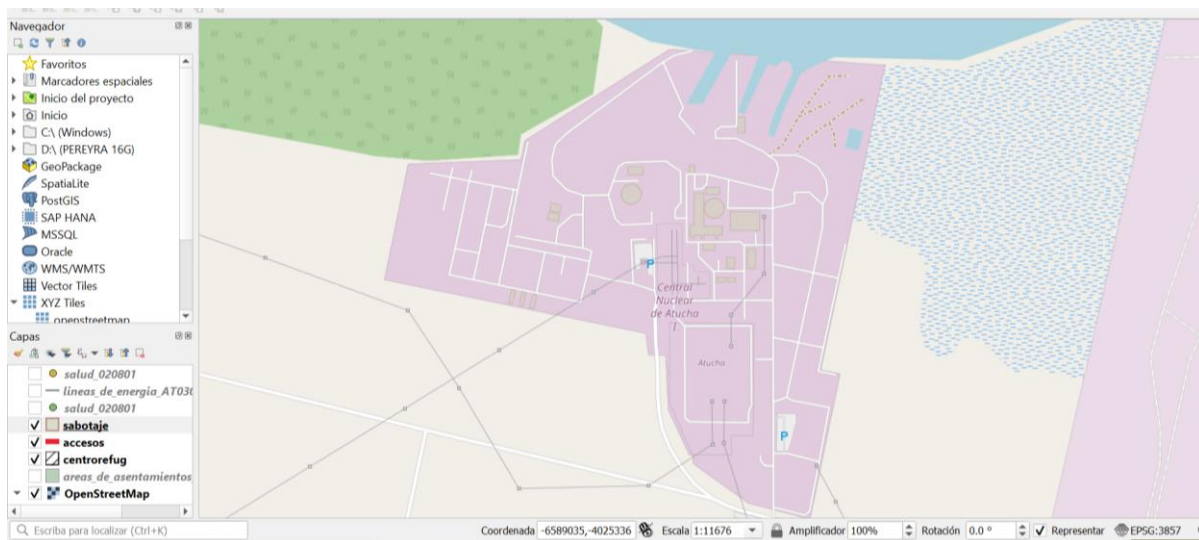 Navegador
Favoritos
Marcadores espaciales
Inicio del proyecto
Inicio
C:\ (Windows)
D:\ (PEREYRA 16G)
GeoPackage
SpatiaLite
PostGIS
SAP HANA
MSSQL
Oracle
WMS/WMTS
Vector Tiles
XYZ Tiles
openstreetmap
Capas
salud_020801
lineas_de_energia_AT030
salud_020801
sabotaje
accesos
centrorefug
areas_de_asentamientos
OpenStreetMap
P
Central
Nuclear
de Atucha
I
Atucha
P
Escriba para localizar (Ctrl+K)
Coordenada -6589035,-4025336 Escala 1:11676 Amplificador 100% Rotación 0.0 ° Representar EPSG:3857